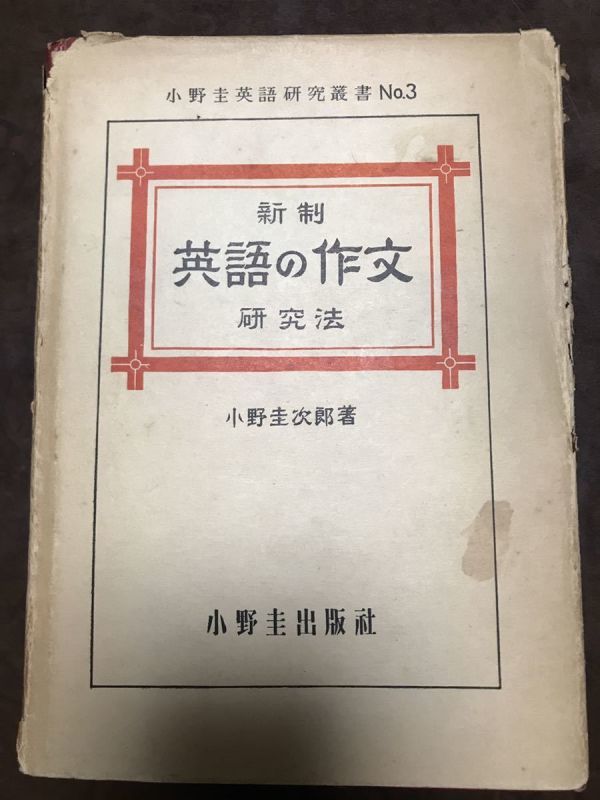 小野圭英語研究叢書 No.3
新制
英語の作文
研究法
小野圭次郎著
小野圭出版社